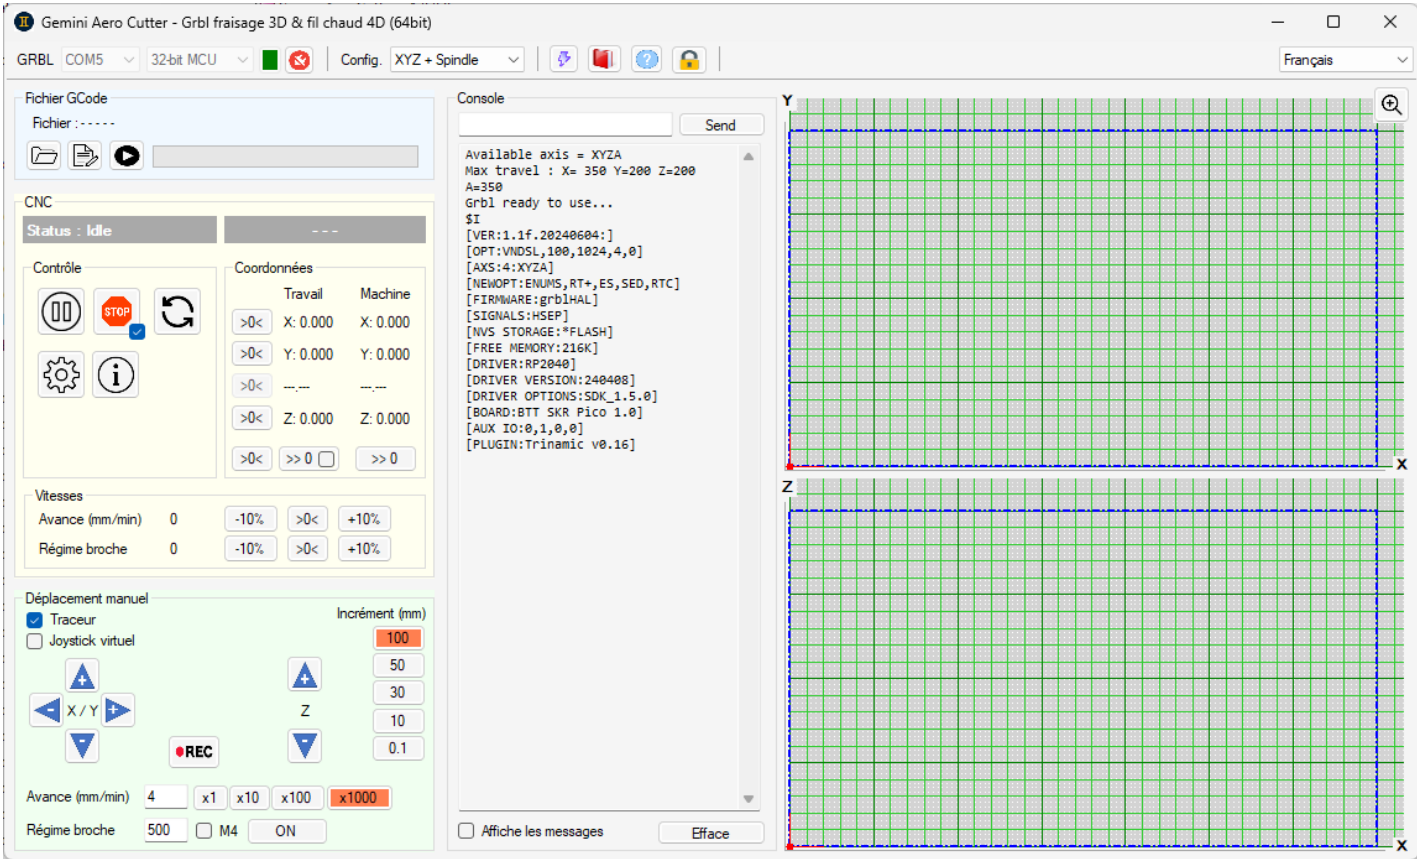 Gemini Aero Cutter - Grbl fraisage 3D & fil chaud 4D (64bit)
GRBL COM5 32-bit MCU Config. XYZ + Spindle Français
Fichier GCode
Fichier : - - - - -
CNC
Status : Idle - - -
Contrôle
STOP
Coordonnées
Travail Machine
>0< X: 0.000 X: 0.000
>0< Y: 0.000 Y: 0.000
>0< ---.--- ---.---
>0< Z: 0.000 Z: 0.000
>0< >> 0 >> 0
Vitesses
Avance (mm/min) 0 -10% >0< +10%
Régime broche 0 -10% >0< +10%
Déplacement manuel
Traceur
Joystick virtuel
Incrément (mm)
100
50
30
10
0.1
X / Y
Z
REC
Avance (mm/min) 4 x1 x10 x100 x1000
Régime broche 500 M4 ON
Console
Send
Available axis = XYZA
Max travel : X= 350 Y=200 Z=200
A=350
Grbl ready to use...
$I
[VER:1.1f.20240604:]
[OPT:VNDSL,100,1024,4,0]
[AXS:4:XYZA]
[NEWOPT:ENUMS,RT+,ES,SED,RTC]
[FIRMWARE:grblHAL]
[SIGNALS:HSEP]
[NVS STORAGE:*FLASH]
[FREE MEMORY:216K]
[DRIVER:RP2040]
[DRIVER VERSION:240408]
[DRIVER OPTIONS:SDK_1.5.0]
[BOARD:BTT SKR Pico 1.0]
[AUX IO:0,1,0,0]
[PLUGIN:Trinamic v0.16]
Affiche les messages Efface
Y
X
Z
X